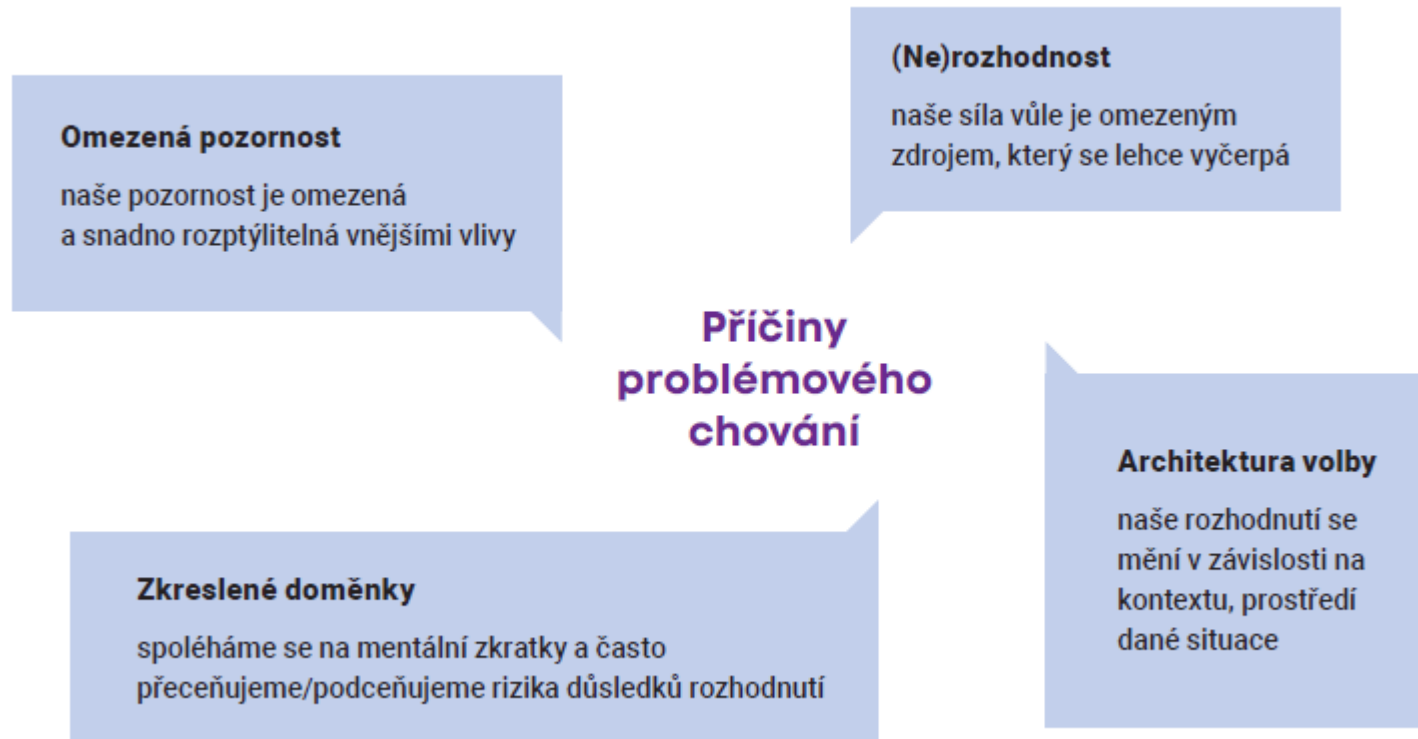 (Ne)rozhodnost
naše síla vůle je omezeným
zdrojem, který se lehce vyčerpá
Omezená pozornost
naše pozornost je omezená
a snadno rozptýlitelná vnějšími vlivy
Příčiny
problémového
chování
Architektura volby
naše rozhodnutí se
mění v závislosti na
kontextu, prostředí
dané situace
Zkreslené doměnky
spoléháme se na mentální zkratky a často
přeceňujeme/podceňujeme rizika důsledků rozhodnutí